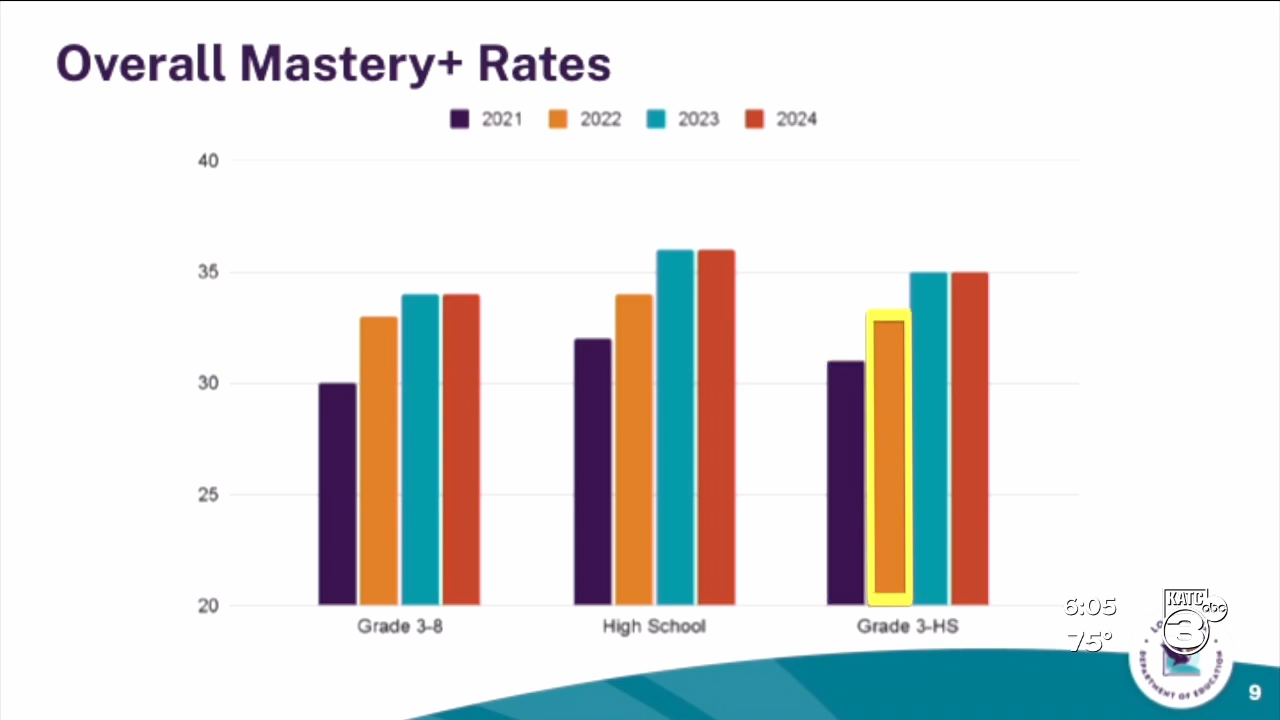 Overall Mastery+ Rates
2021 2022 2023 2024
40
35
30
25
20
Grade 3-8 High School Grade 3-HS
6:05
75°
KATC
abc
3
DEPARTMENT OF EDUCATION
9